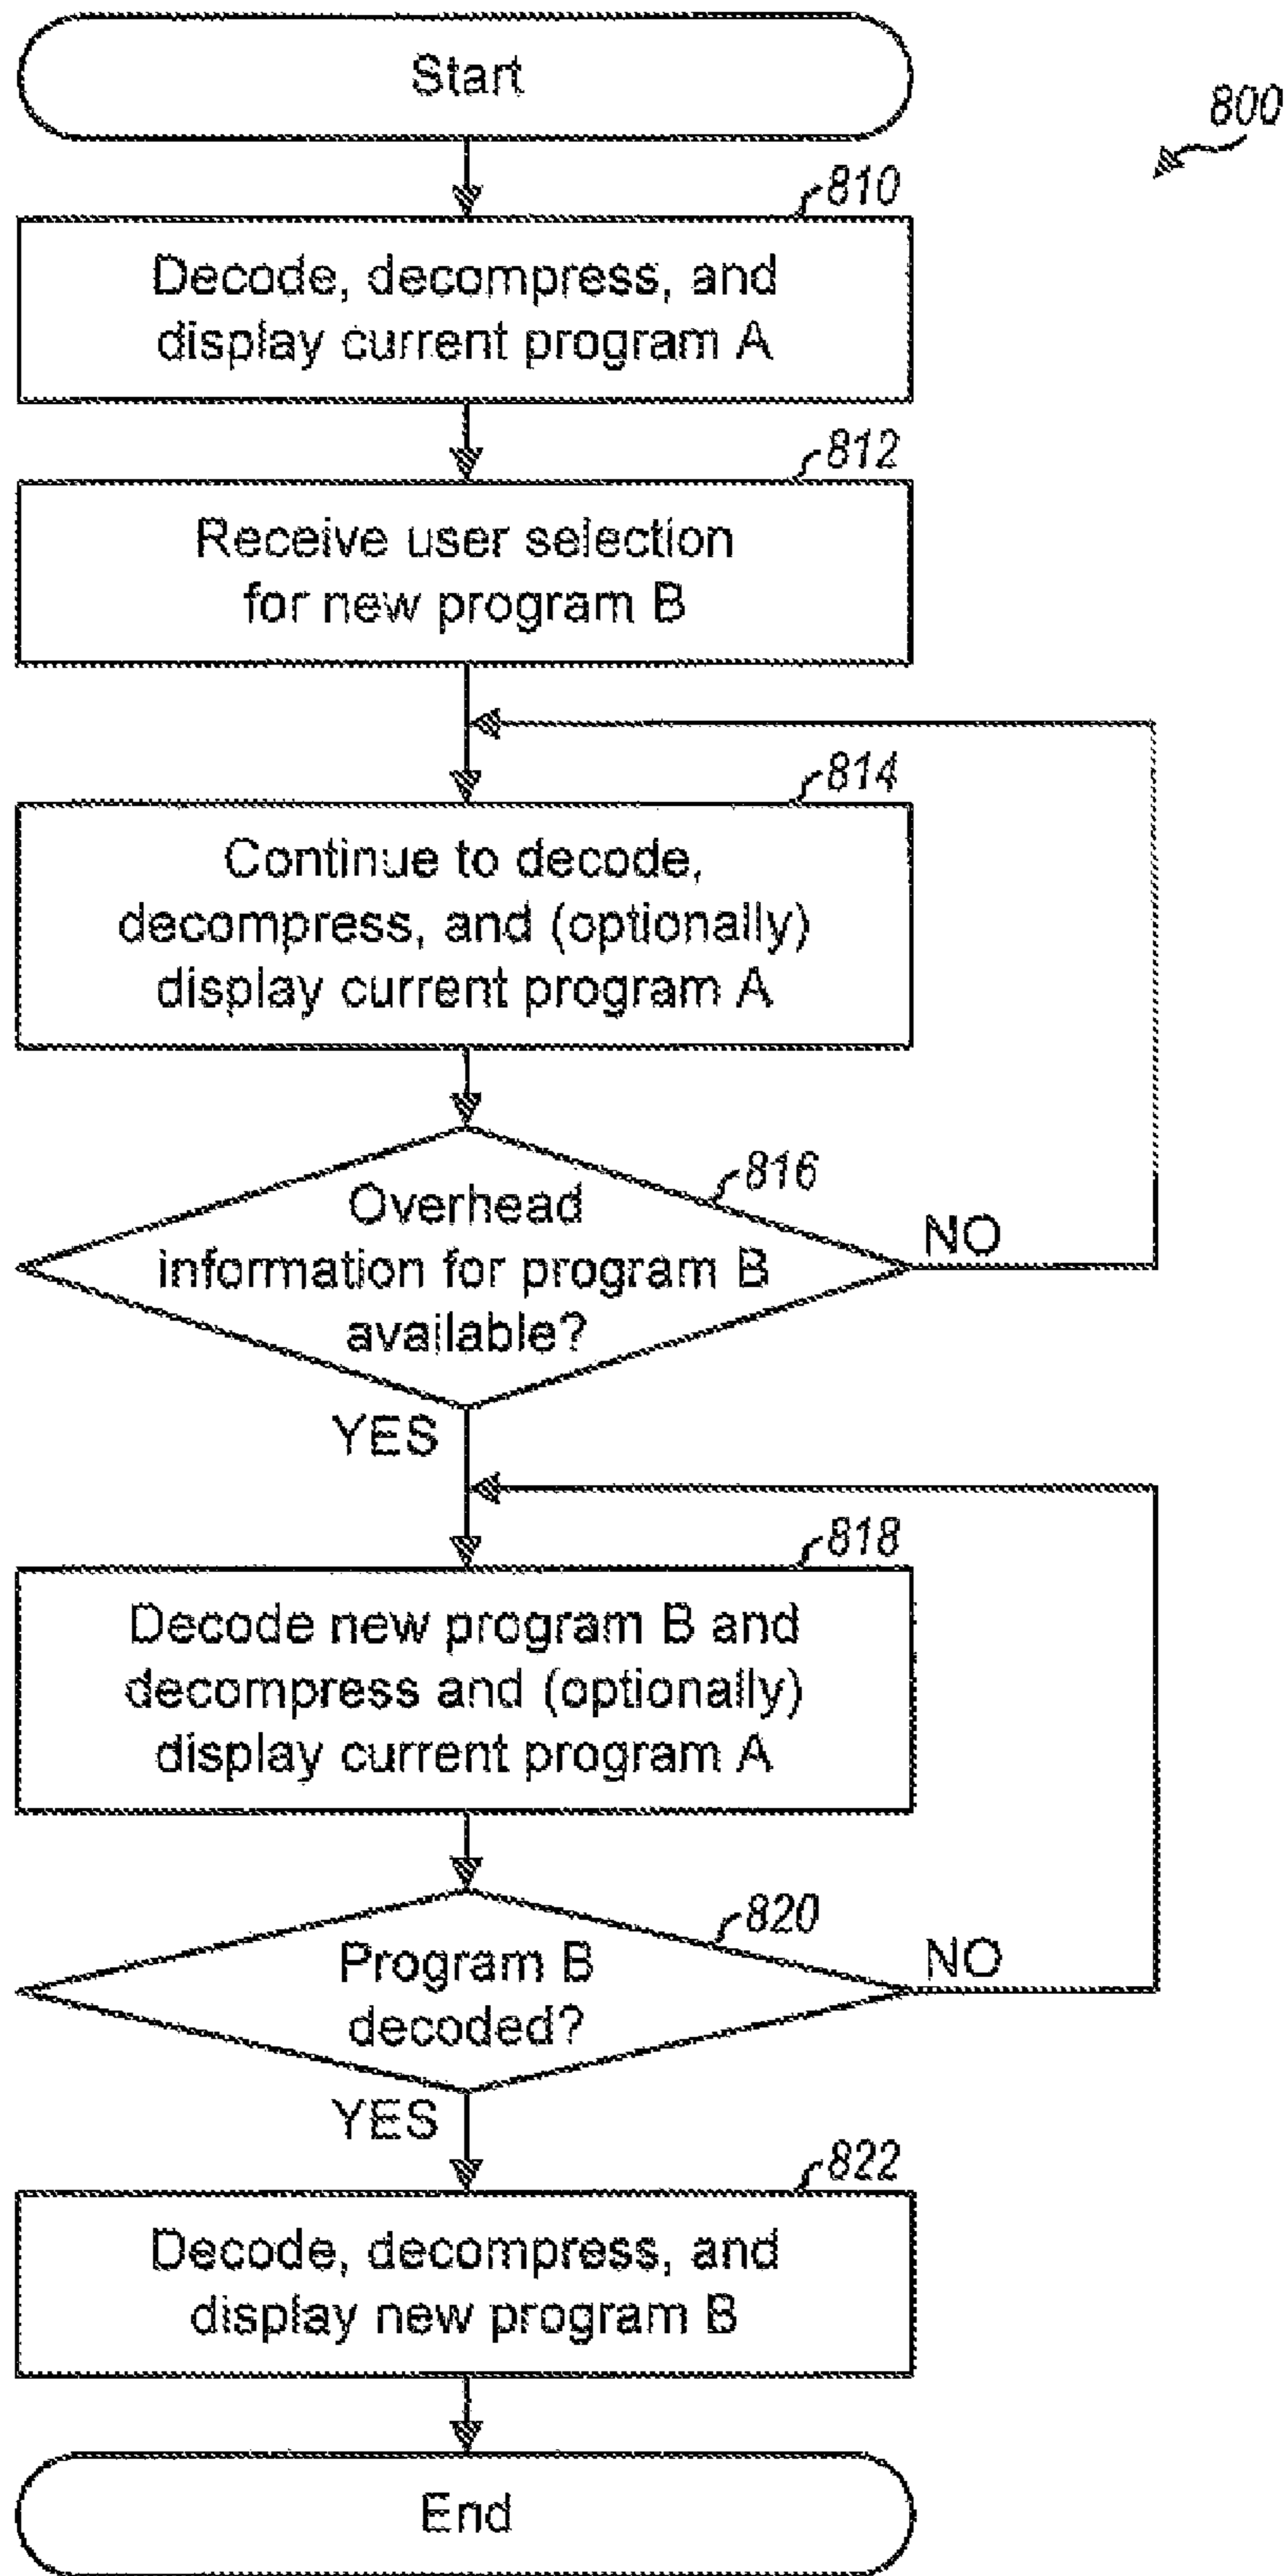 Start
800
810
Decode, decompress, and
display current program A
812
Receive user selection
for new program B
814
Continue to decode,
decompress, and (optionally)
display current program A
816
Overhead
information for program B
available?
NO
YES
818
Decode new program B and
decompress and (optionally)
display current program A
820
Program B
decoded?
NO
YES
822
Decode, decompress, and
display new program B
End